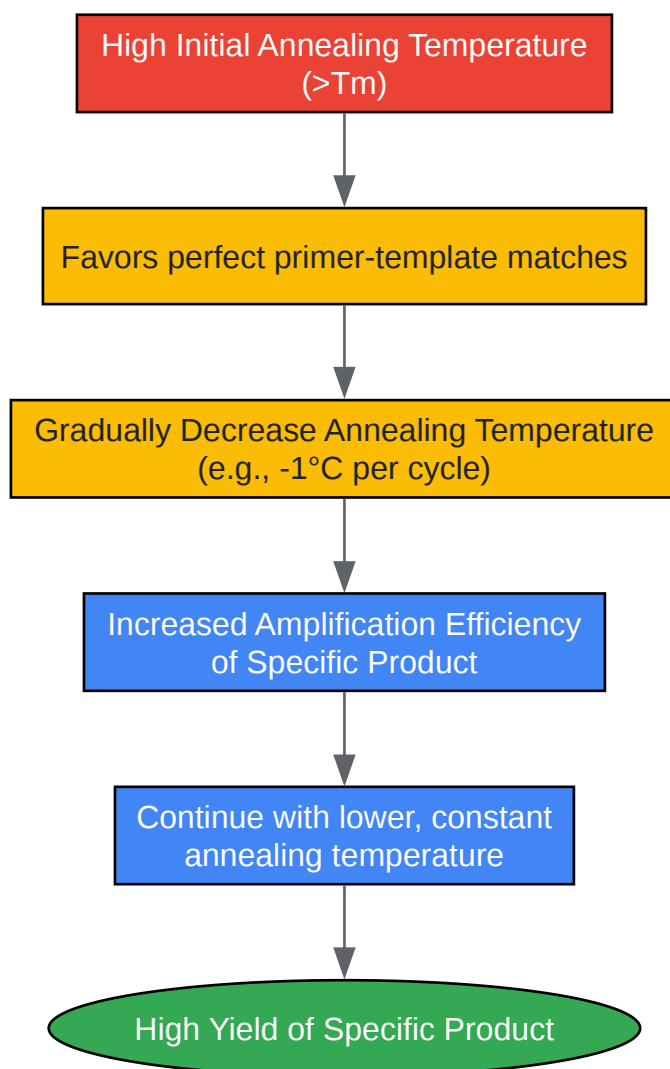 High Initial Annealing Temperature
(>Tm)
Favors perfect primer-template matches
Gradually Decrease Annealing Temperature
(e.g., -1°C per cycle)
Increased Amplification Efficiency
of Specific Product
Continue with lower, constant
annealing temperature
High Yield of Specific Product